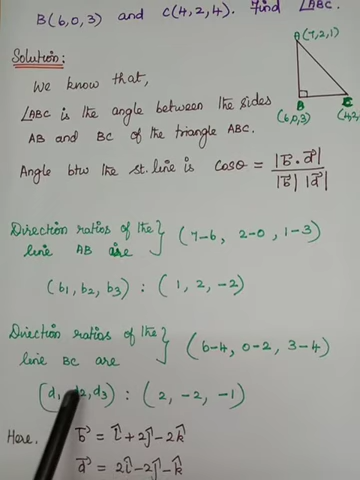 B(6,0,3) and C(4,2,4). Find ∠ABC.
Solution:
A(7,2,1)
We know that,
∠ABC is the angle between the sides
AB and BC of the triangle ABC.
B
(6,0,3)
C
(4,2,
Angle btw the st. line is cosθ = |b⃗ . d⃗| / |b⃗| |d⃗|
Direction ratios of the line AB are } (7-6, 2-0, 1-3)
(b1, b2, b3) : (1, 2, -2)
Direction ratios of the line BC are } (6-4, 0-2, 3-4)
(d1, d2, d3) : (2, -2, -1)
Here, b⃗ = î + 2ĵ - 2k̂
d⃗ = 2î - 2ĵ - k̂